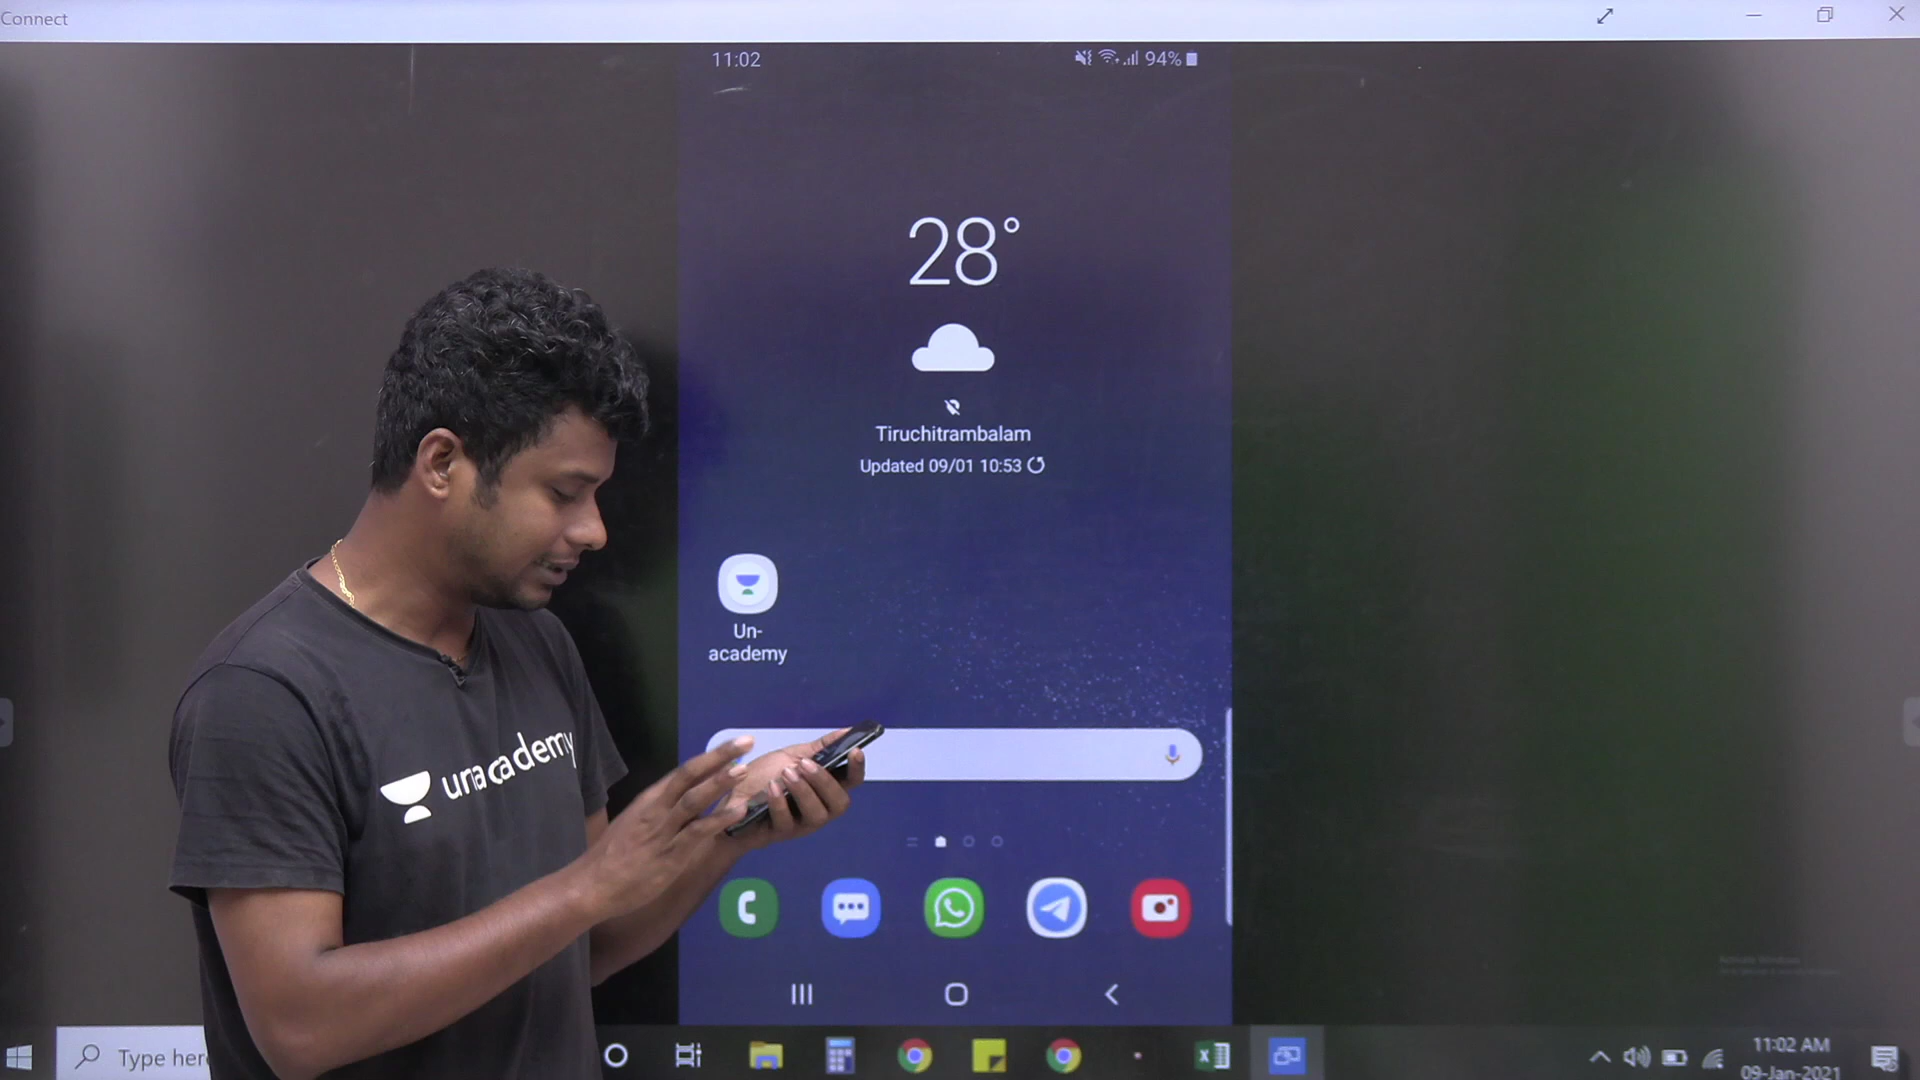 Connect
11:02
94%
28°
Tiruchitrambalam
Updated 09/01 10:53
Un-
academy
unacademy
Type here
11:02 AM
09-Jan-2021